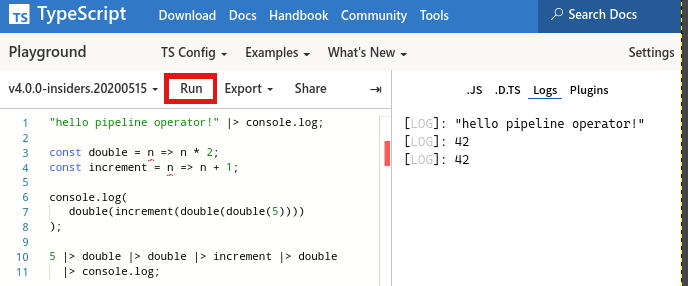 TS TypeScript Download Docs Handbook Community Tools Search Docs
Playground TS Config Examples What's New Settings
v4.0.0-insiders.20200515 Run Export Share .JS .D.TS Logs Plugins
1 "hello pipeline operator!" |> console.log;
2
3 const double = n => n * 2;
4 const increment = n => n + 1;
5
6 console.log(
7 double(increment(double(double(5))))
8 );
9
10 5 |> double |> double |> increment |> double
11 |> console.log;
[LOG]: "hello pipeline operator!"
[LOG]: 42
[LOG]: 42